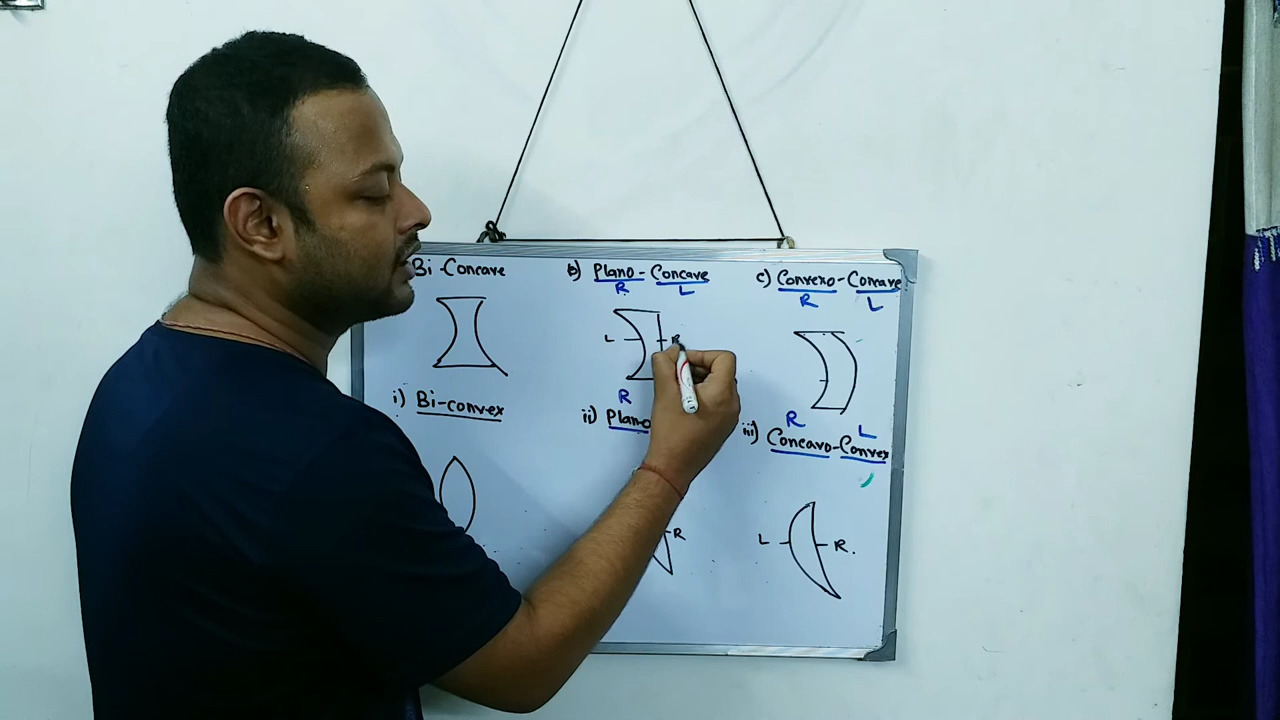 Bi-Concave
b) Plano-Concave
R L
c) Convexo-Concave
R L
L R
i) Bi-convex
R
ii) Plano
R L
iii) Concavo-Convex
R
L R.